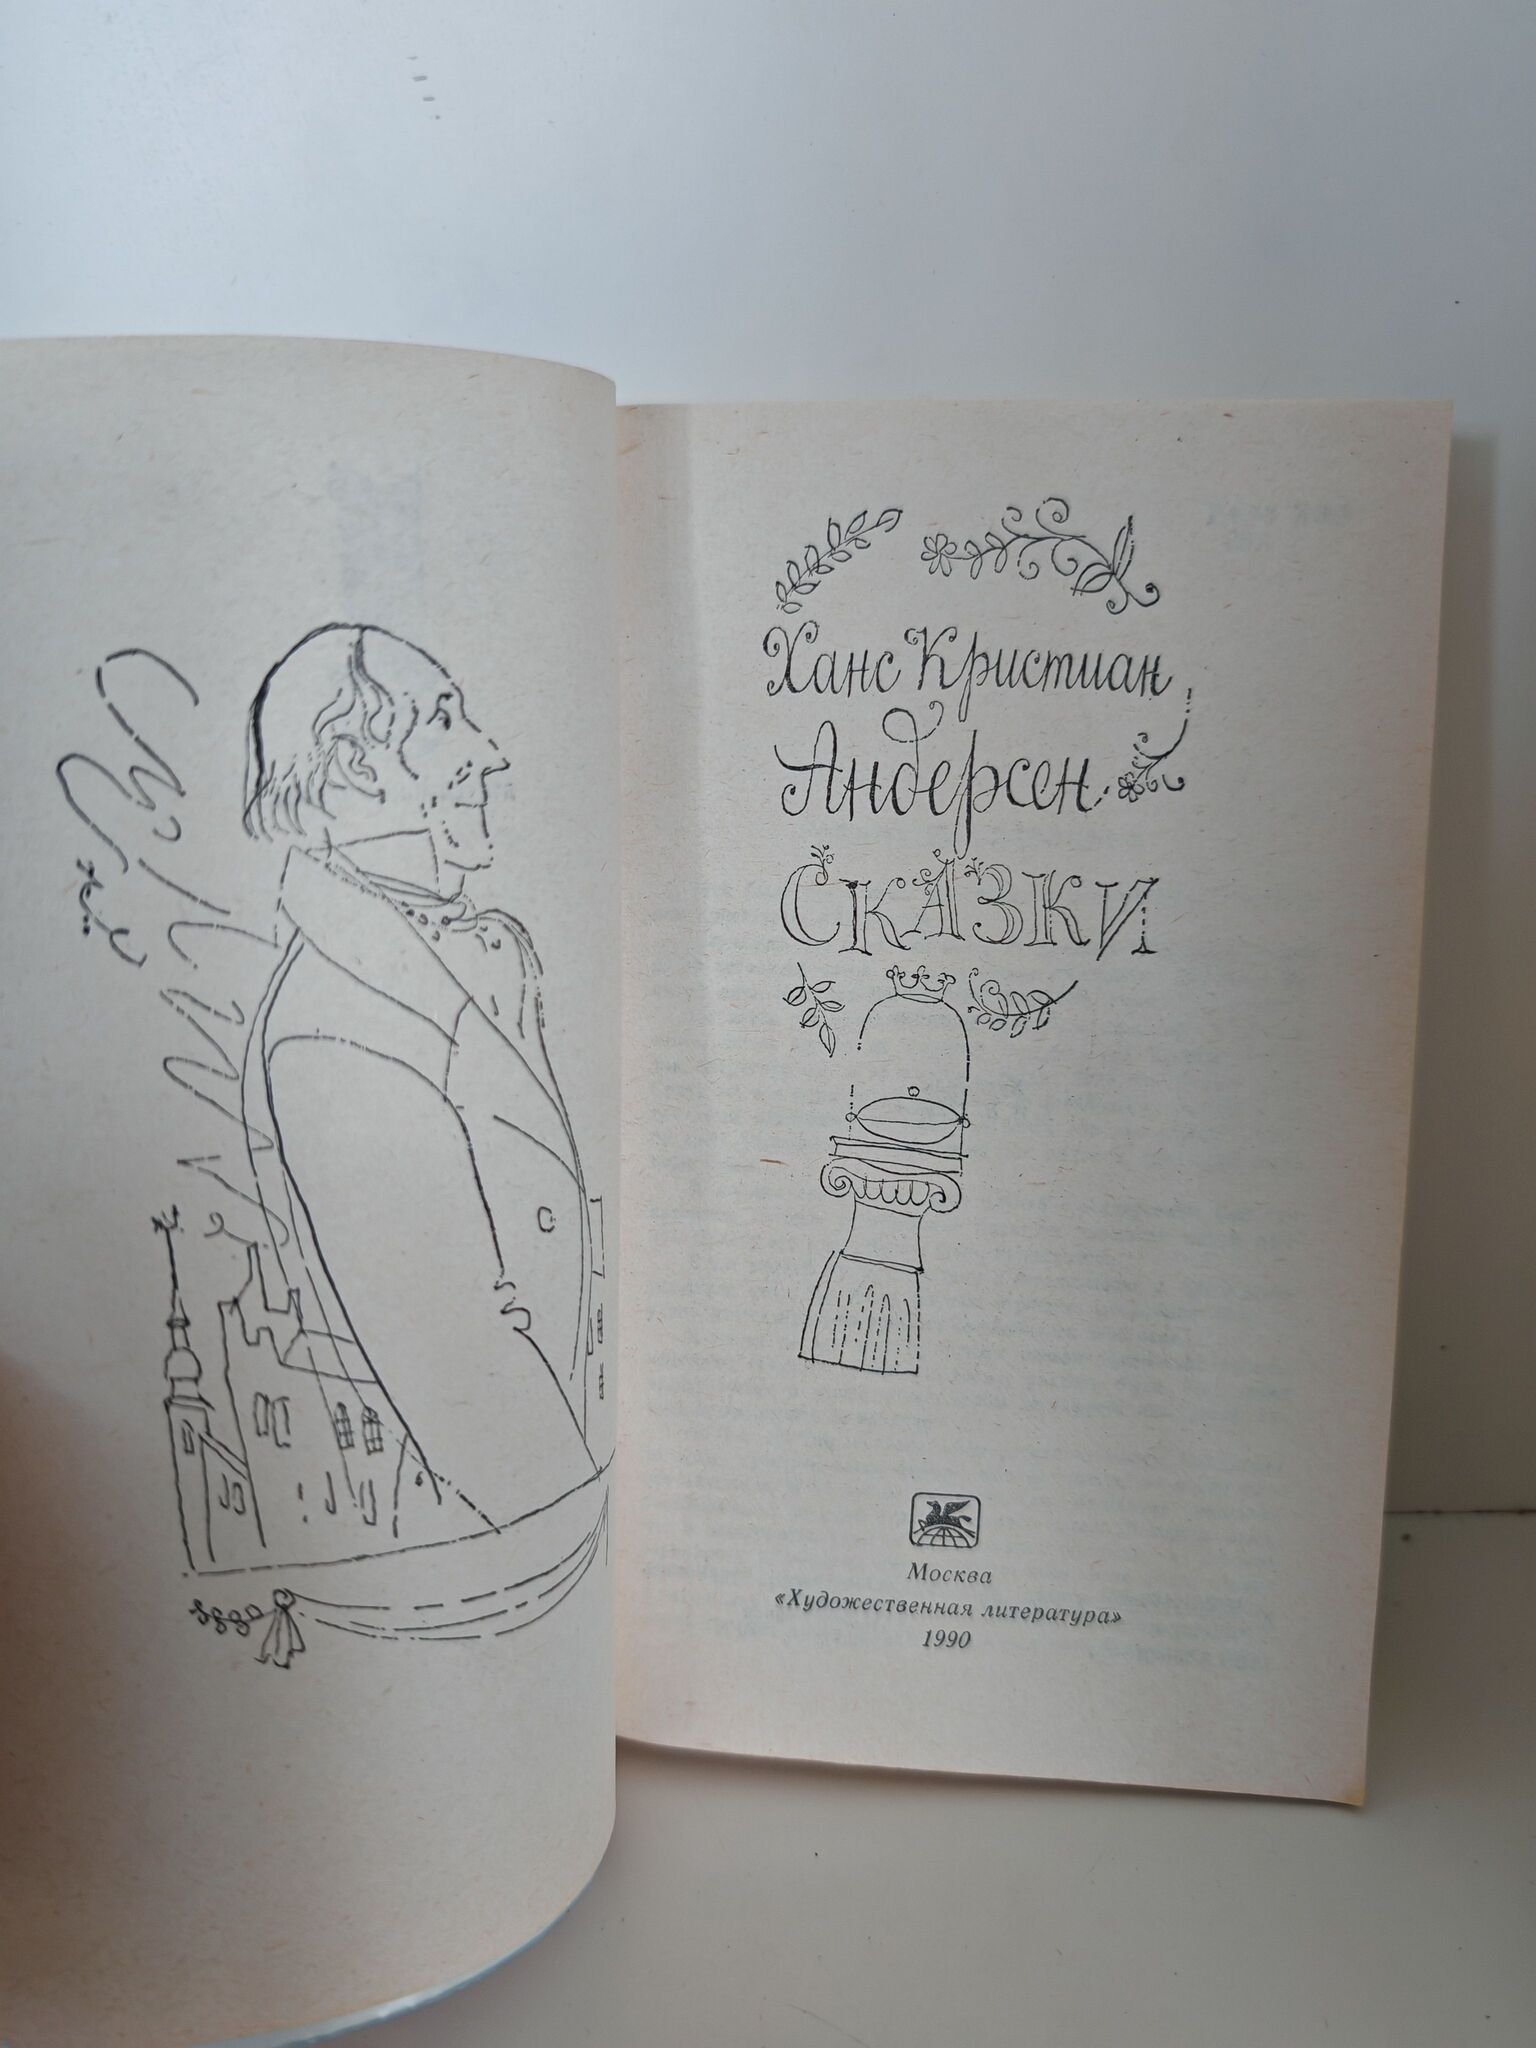 Ханс Кристиан
Андерсен
СКАЗКИ
Москва
«Художественная литература»
1990